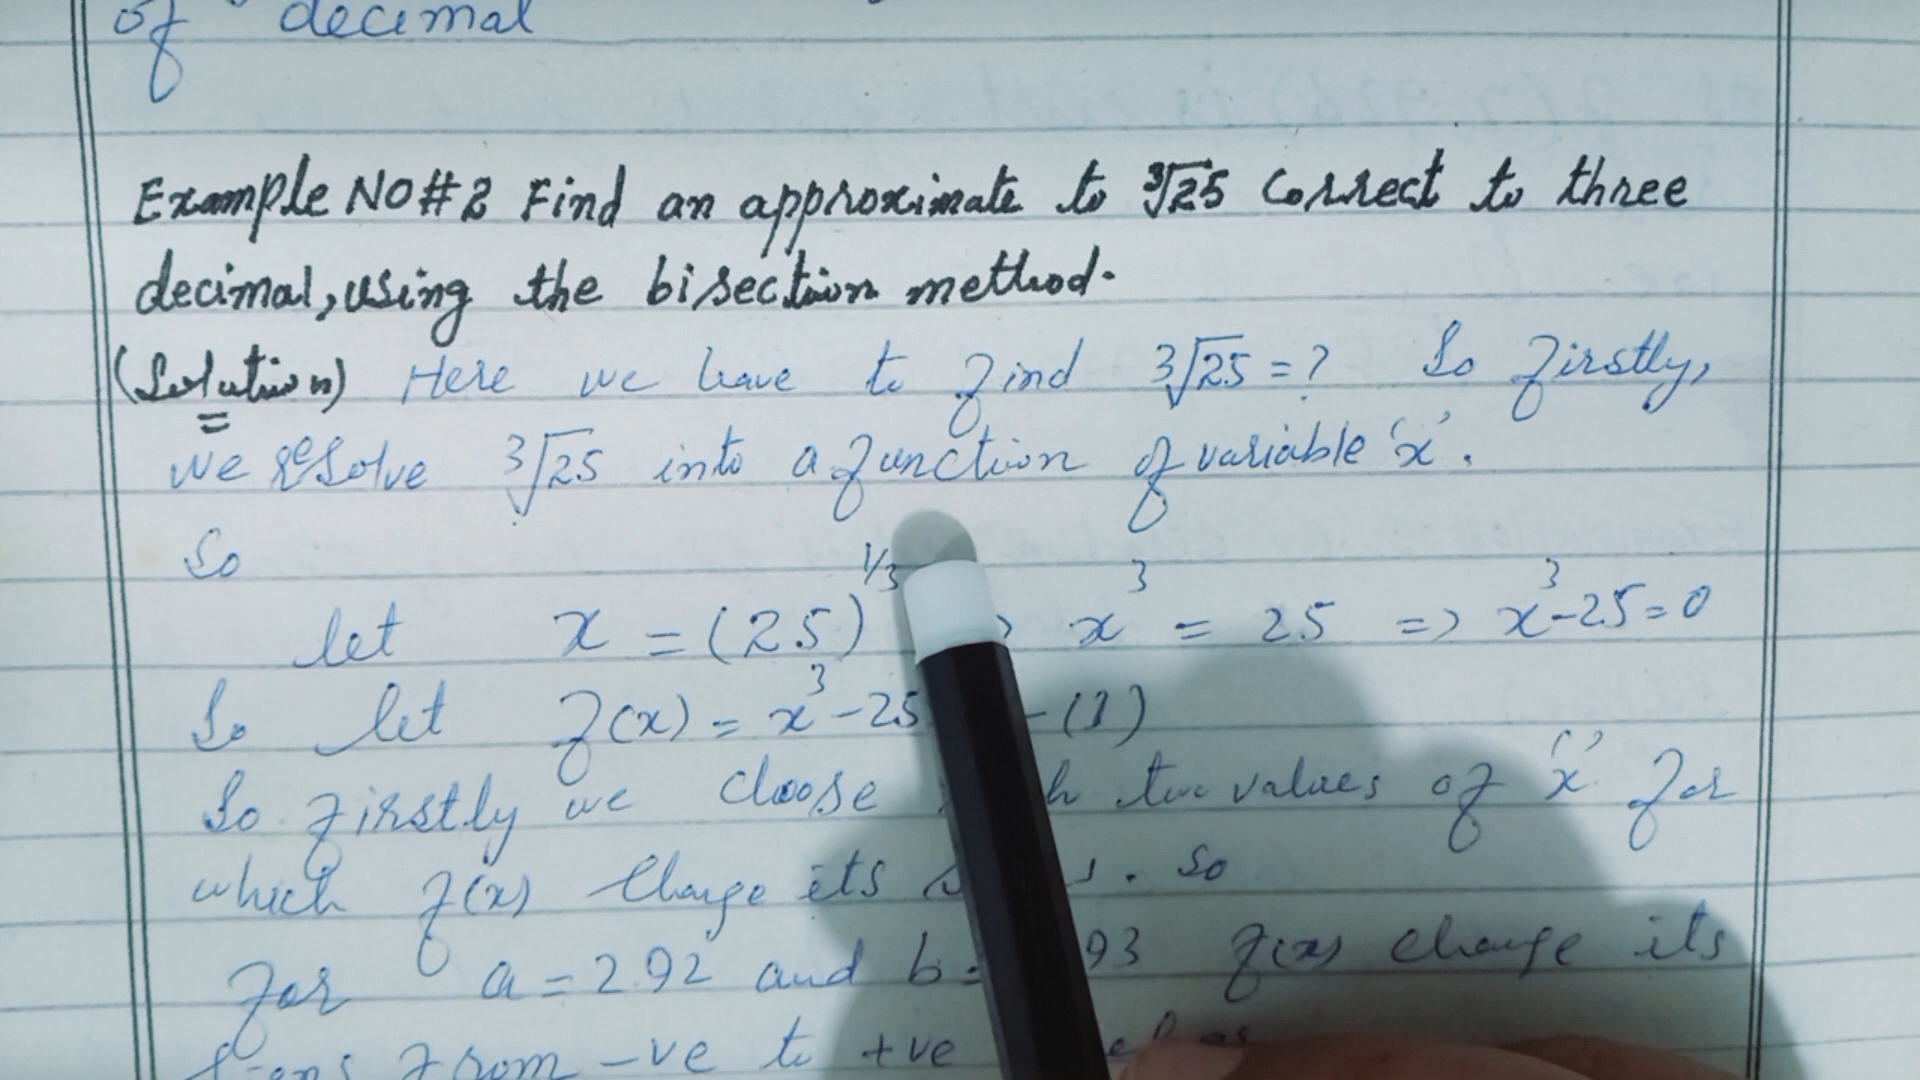 of decimal
Example NO#2 Find an approximate to ∛25 Correct to three
decimal, using the bisection method.
(Solution) Here we have to find ∛25 = ? So firstly,
we resolve ∛25 into a function of variable 'x'.
So
let x = (25)^1/3 ⇒ x³ = 25 => x³-25=0
So let f(x) = x³-25 -(1)
So firstly we choose two values of 'x' for
which f(x) change its . So
for a=2.92 and b= 93 f(x) change its
from -ve to +ve